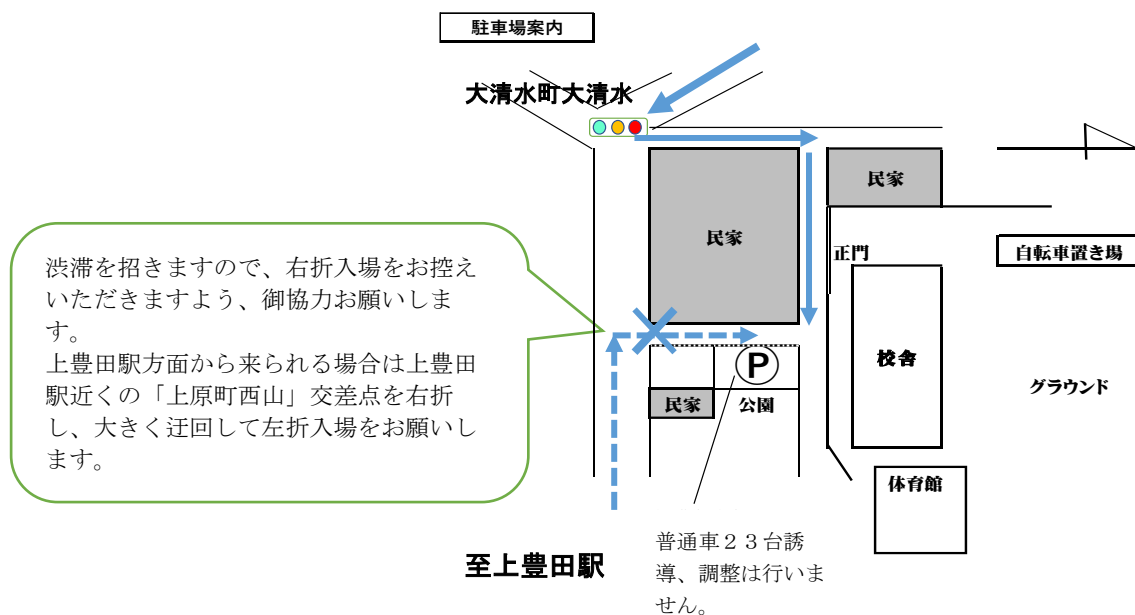 駐車場案内
大清水町大清水
民家
民家
正門
自転車置き場
渋滞を招きますので、右折入場をお控え
いただきますよう、御協力お願いしま
す。
上豊田駅方面から来られる場合は上豊田
駅近くの「上原町西山」交差点を右折
し、大きく迂回して左折入場をお願いし
ます。
P
校舎
グラウンド
民家
公園
体育館
至上豊田駅
普通車２３台誘
導、調整は行いま
せん。